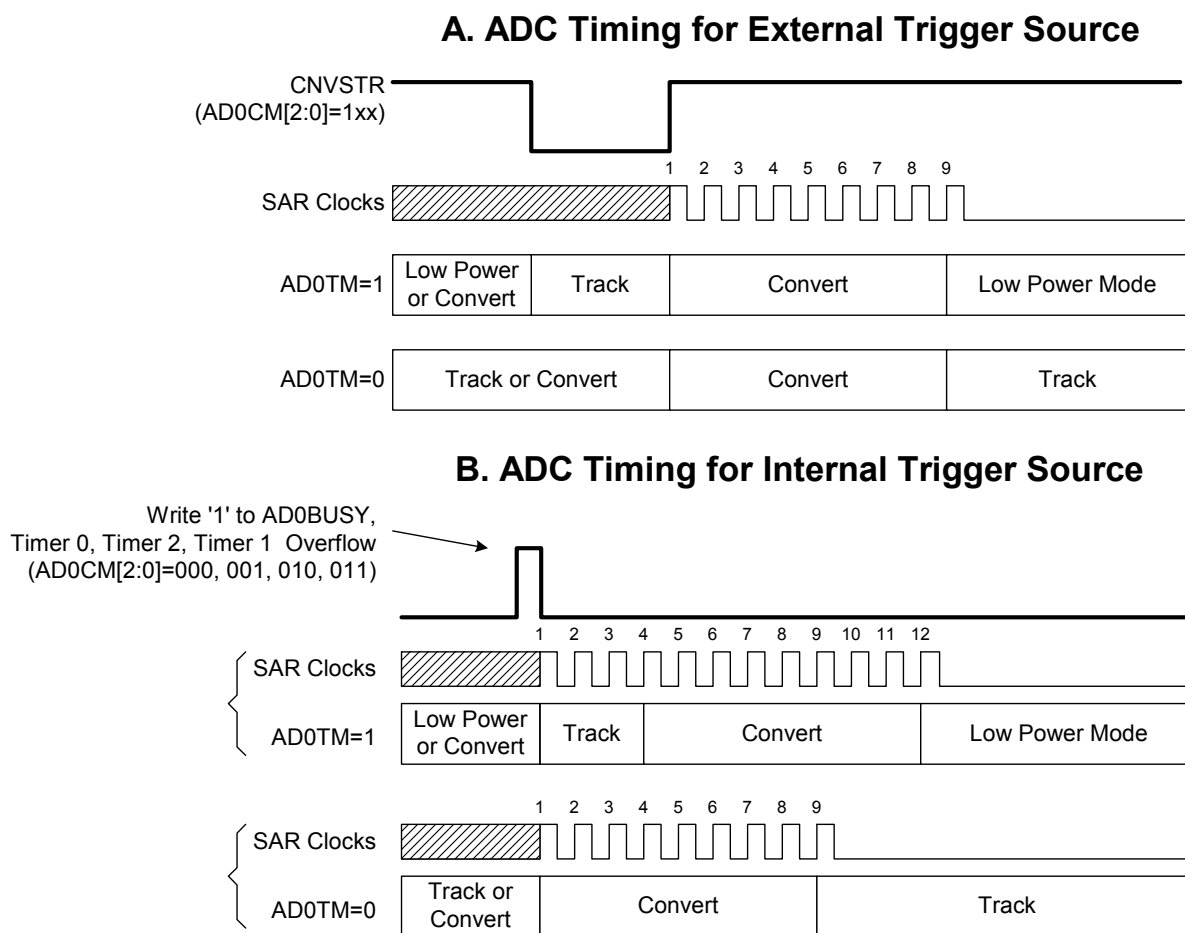 A. ADC Timing for External Trigger Source
CNVSTR
(AD0CM[2:0]=1xx)
1 2 3 4 5 6 7 8 9
SAR Clocks
AD0TM=1
Low Power
or Convert
Track
Convert
Low Power Mode
AD0TM=0
Track or Convert
Convert
Track
B. ADC Timing for Internal Trigger Source
Write '1' to AD0BUSY,
Timer 0, Timer 2, Timer 1 Overflow
(AD0CM[2:0]=000, 001, 010, 011)
1 2 3 4 5 6 7 8 9 10 11 12
SAR Clocks
AD0TM=1
Low Power
or Convert
Track
Convert
Low Power Mode
1 2 3 4 5 6 7 8 9
SAR Clocks
AD0TM=0
Track or
Convert
Convert
Track